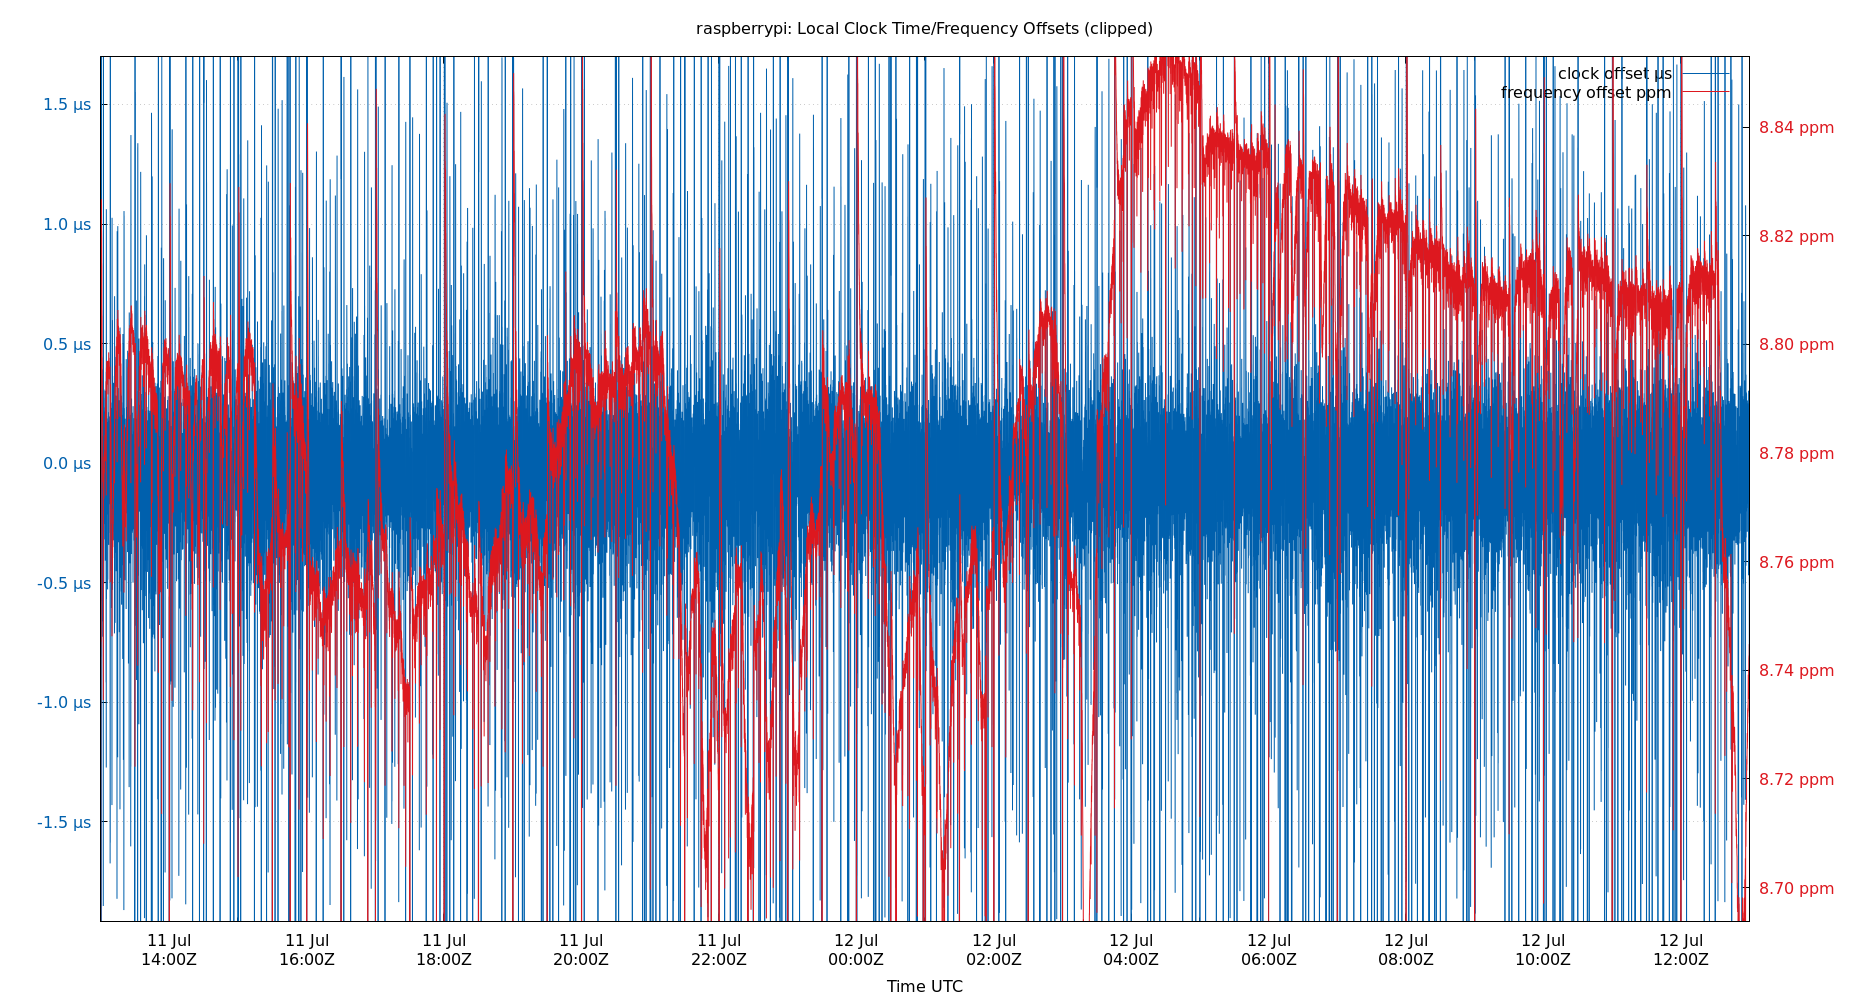 raspberrypi: Local Clock Time/Frequency Offsets (clipped)
clock offset µs
frequency offset ppm
1.5 µs
1.0 µs
0.5 µs
0.0 µs
-0.5 µs
-1.0 µs
-1.5 µs
8.84 ppm
8.82 ppm
8.80 ppm
8.78 ppm
8.76 ppm
8.74 ppm
8.72 ppm
8.70 ppm
11 Jul 11 Jul 11 Jul 11 Jul 11 Jul 12 Jul 12 Jul 12 Jul 12 Jul 12 Jul 12 Jul 12 Jul
14:00Z 16:00Z 18:00Z 20:00Z 22:00Z 00:00Z 02:00Z 04:00Z 06:00Z 08:00Z 10:00Z 12:00Z
Time UTC